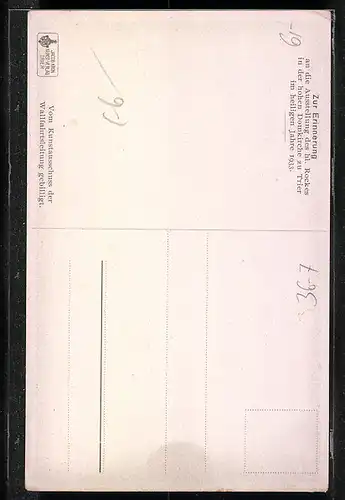 Zur Erinnerung
an die Ausstellung des hl. Rockes
in der hohen Domkirche zu Trier
im heiligen Jahre 1933.
Vom Kunstausschuss der
Wallfahrtsleitung gebilligt.